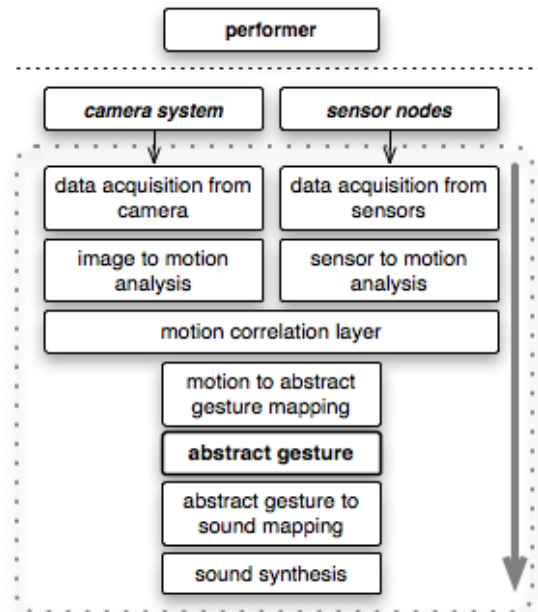 performer
camera system
sensor nodes
data acquisition from
camera
data acquisition from
sensors
image to motion
analysis
sensor to motion
analysis
motion correlation layer
motion to abstract
gesture mapping
abstract gesture
abstract gesture to
sound mapping
sound synthesis